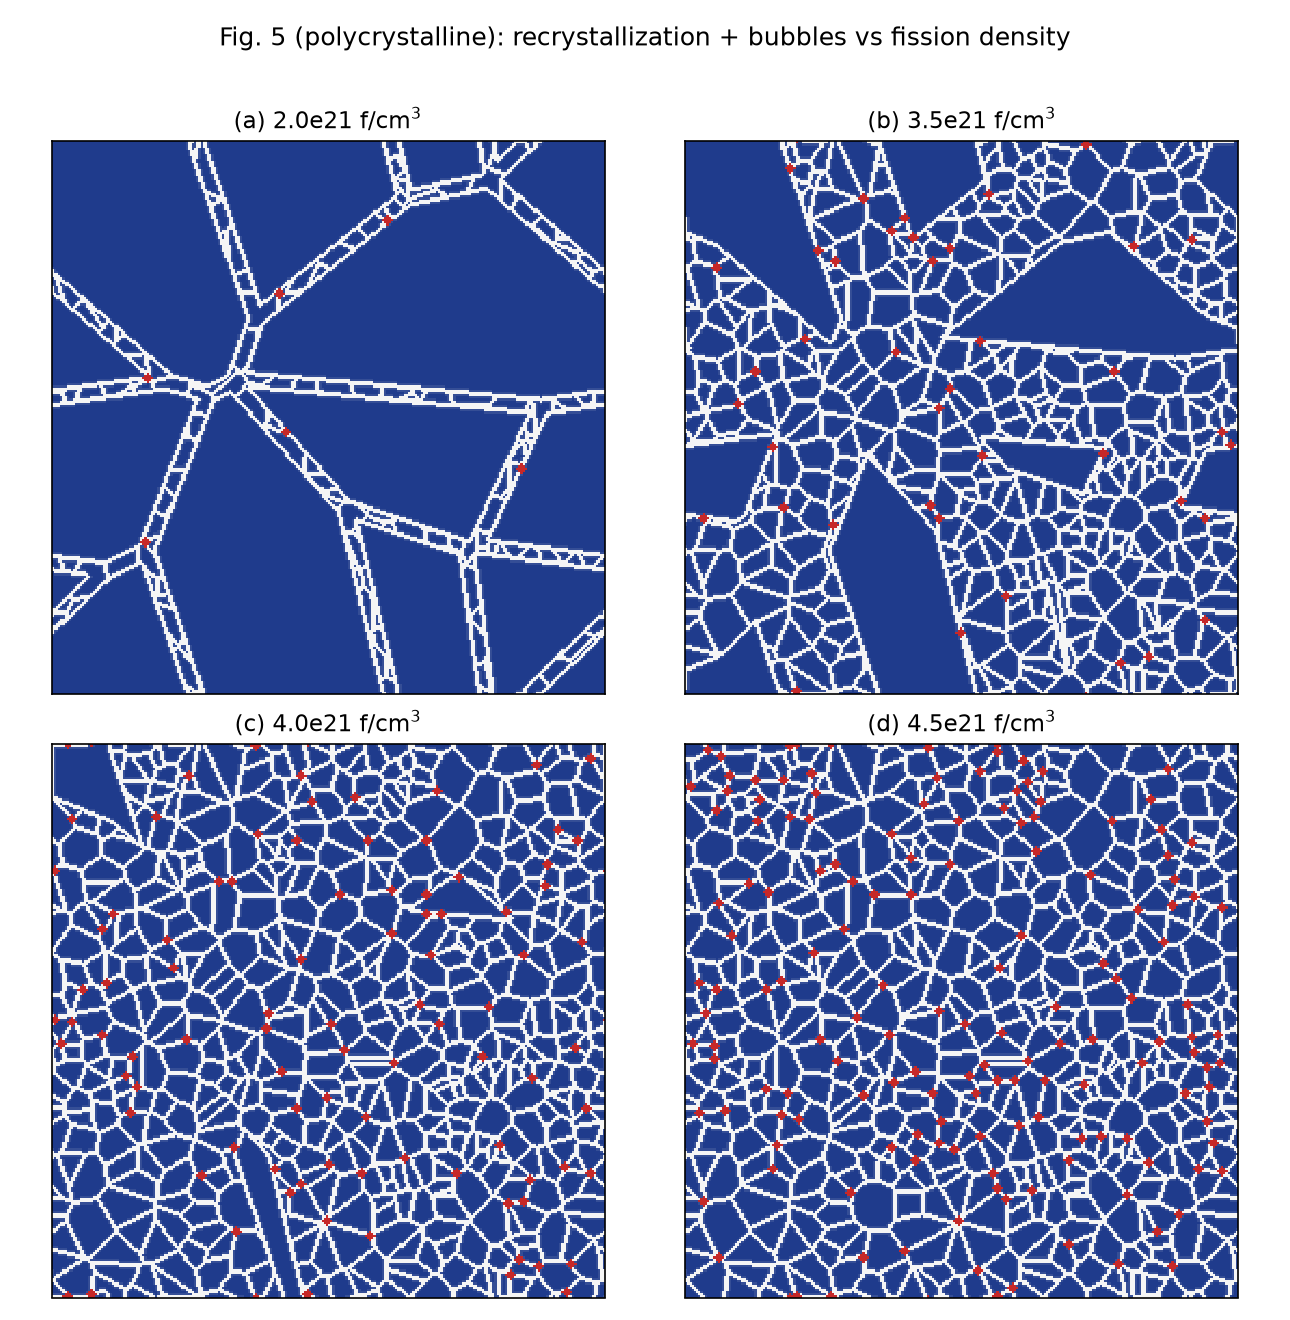 Fig. 5 (polycrystalline): recrystallization + bubbles vs fission density
(a) 2.0e21 f/cm³
(b) 3.5e21 f/cm³
(c) 4.0e21 f/cm³
(d) 4.5e21 f/cm³